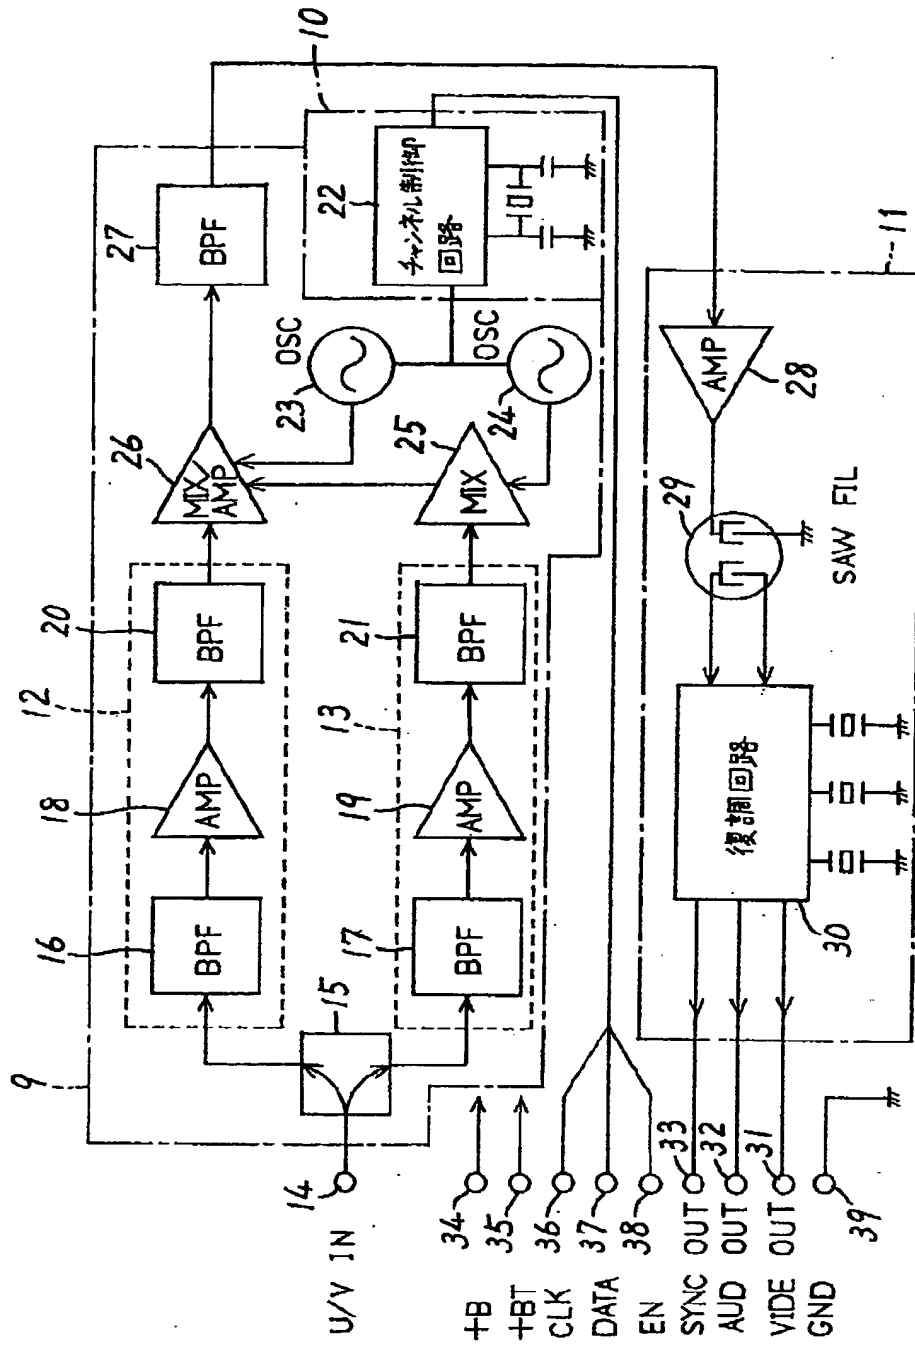 10
27
BPF
22
チャンネル制御
回路
OSC
23
OSC
24
26
MIX/
AMP
25
MIX
12
20
BPF
18
AMP
16
BPF
13
21
BPF
19
AMP
17
BPF
9
15
14
U/V IN
11
AMP
28
29
SAW FIL
復調回路
30
34
+B
35
+BT
36
CLK
37
DATA
38
EN
33
SYNC OUT
32
AUD OUT
31
VIDE OUT
39
GND